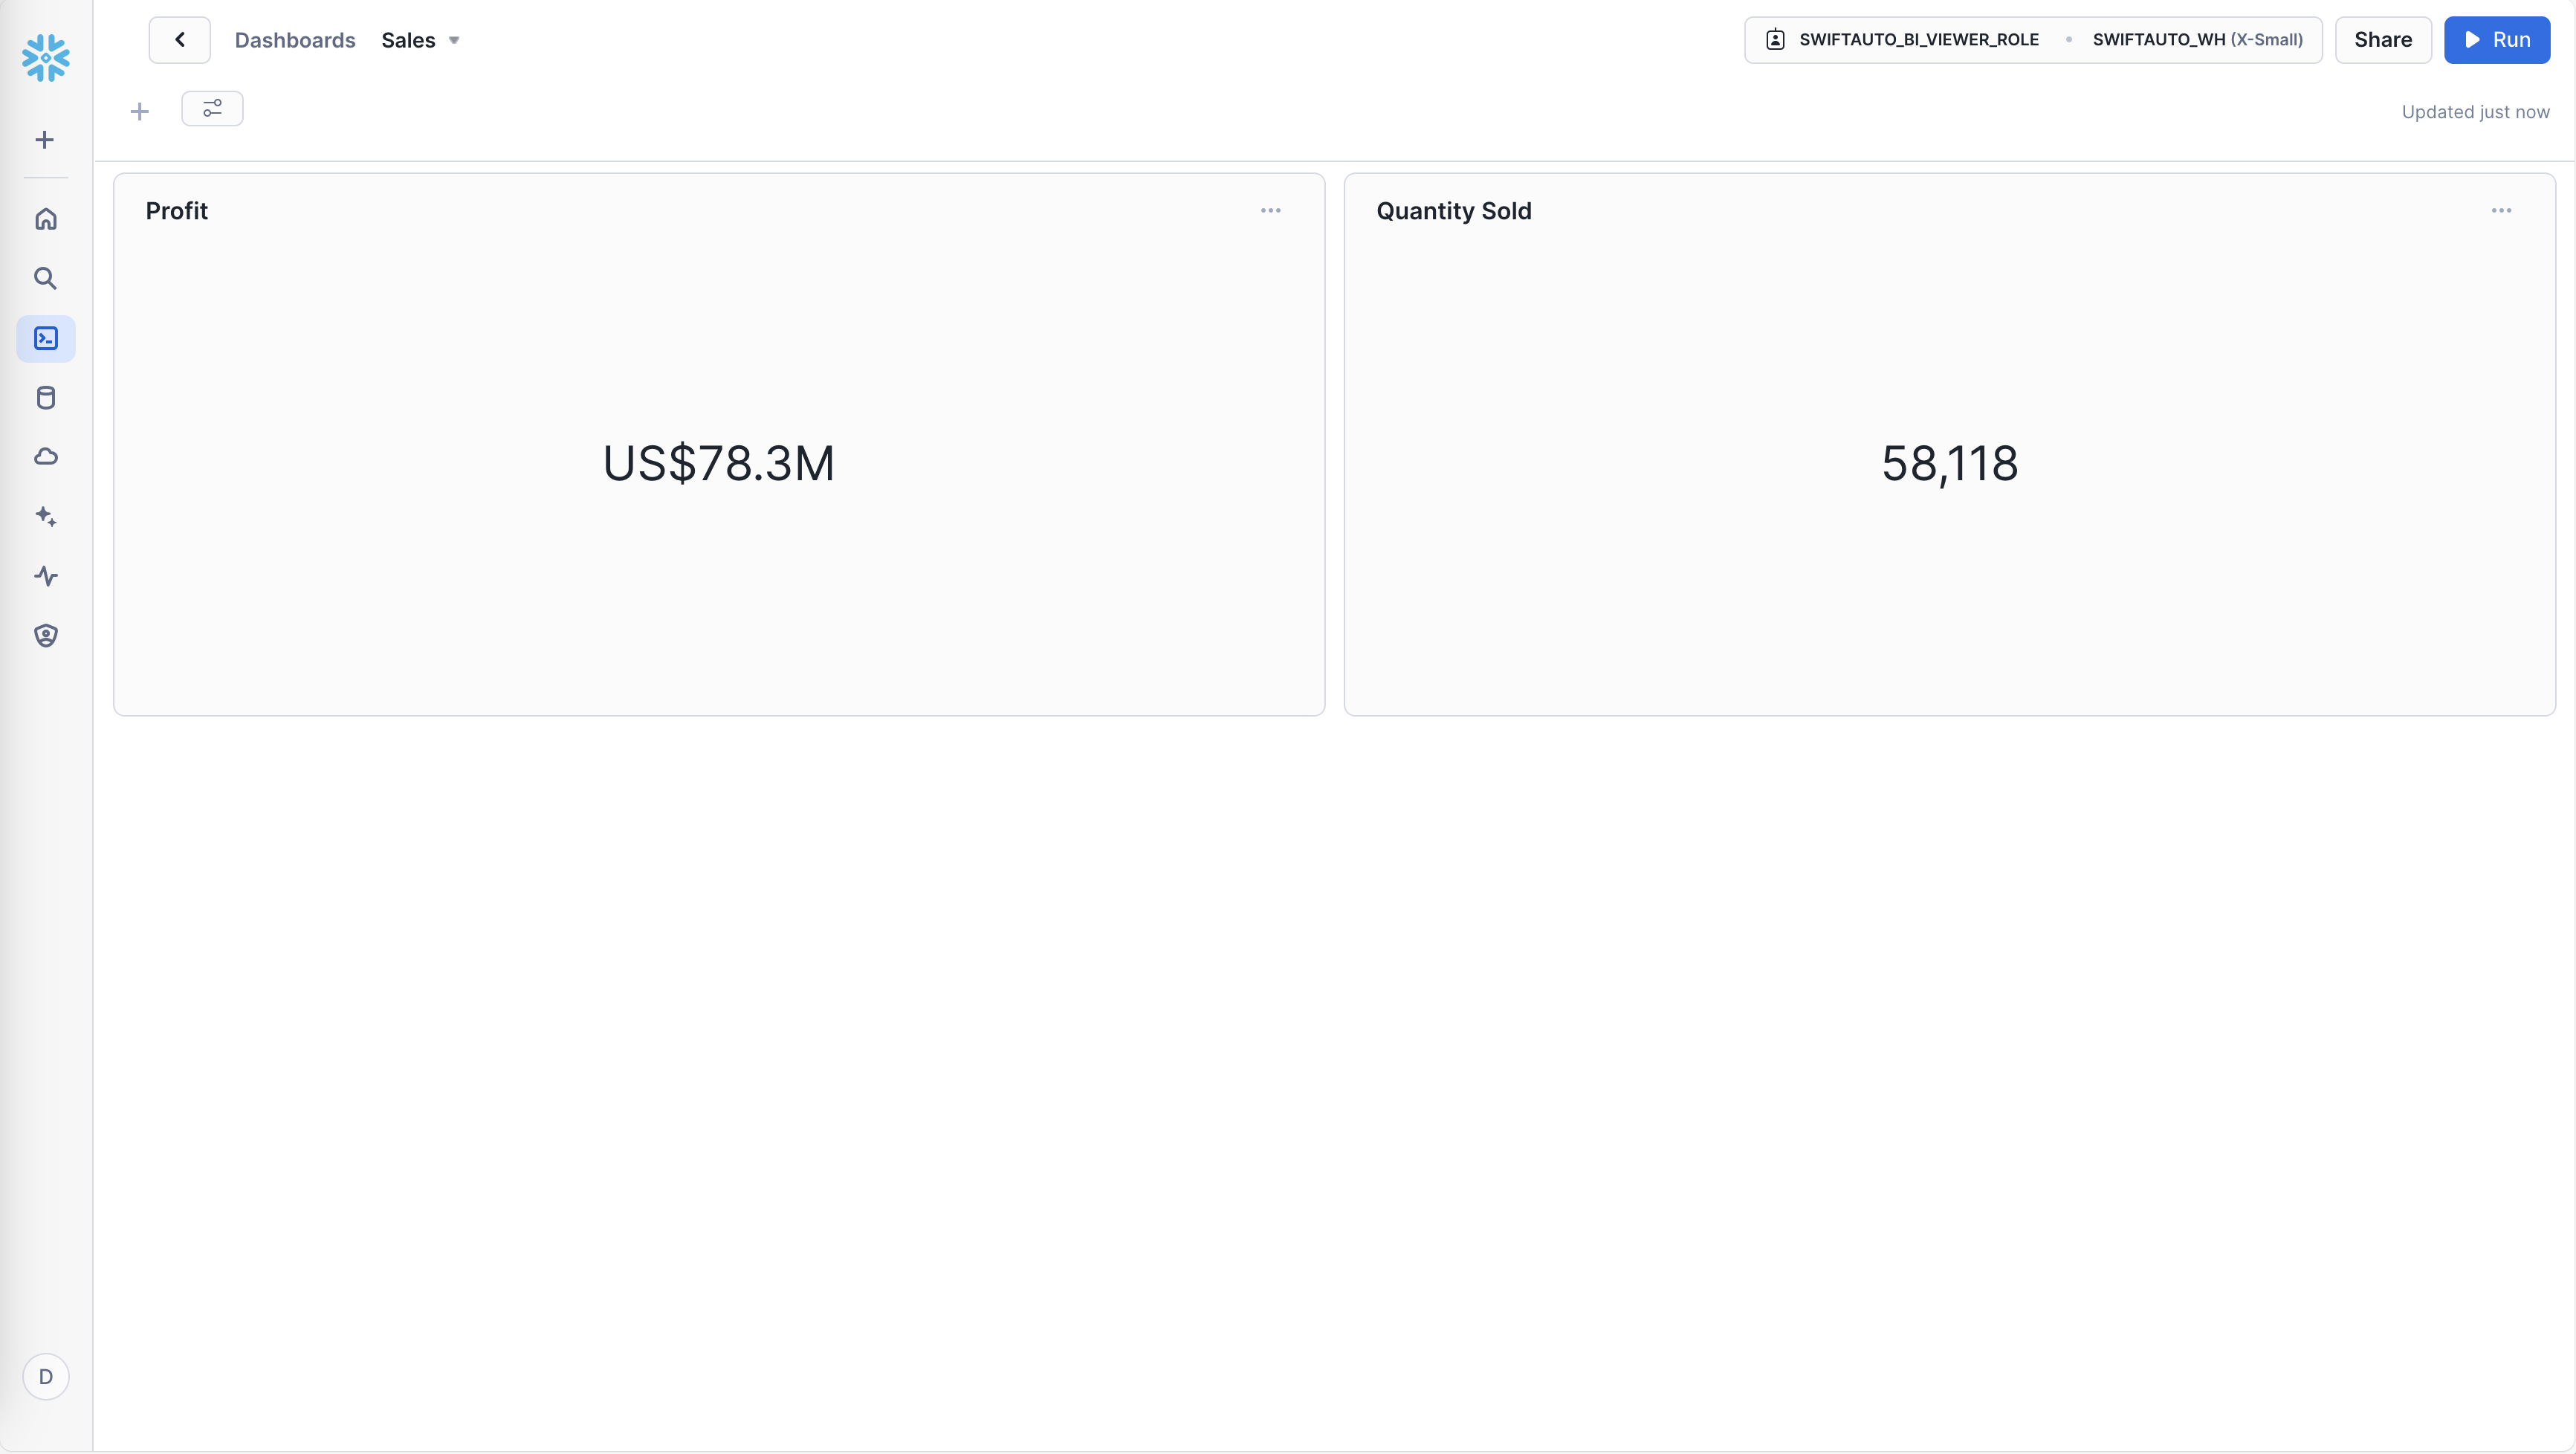 Dashboards Sales
SWIFTAUTO_BI_VIEWER_ROLE • SWIFTAUTO_WH (X-Small)
Share
Run
Updated just now
Profit
US$78.3M
Quantity Sold
58,118
D